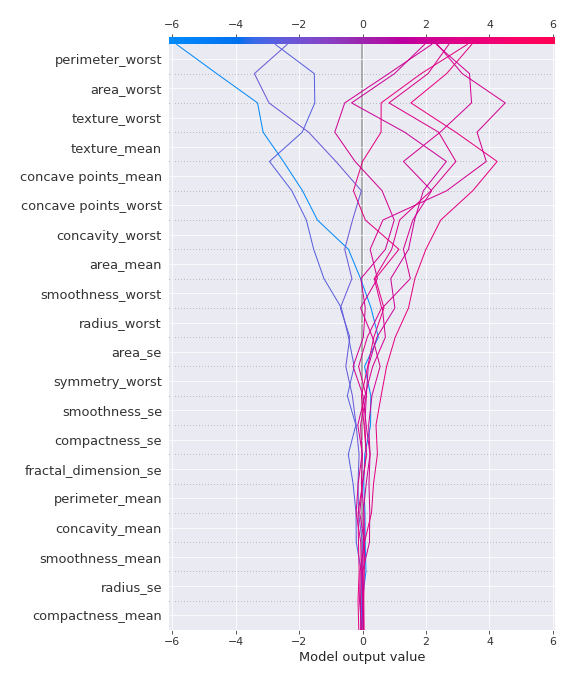 −6 −4 −2 0 2 4 6
perimeter_worst
area_worst
texture_worst
texture_mean
concave points_mean
concave points_worst
concavity_worst
area_mean
smoothness_worst
radius_worst
area_se
symmetry_worst
smoothness_se
compactness_se
fractal_dimension_se
perimeter_mean
concavity_mean
smoothness_mean
radius_se
compactness_mean
−6 −4 −2 0 2 4 6
Model output value